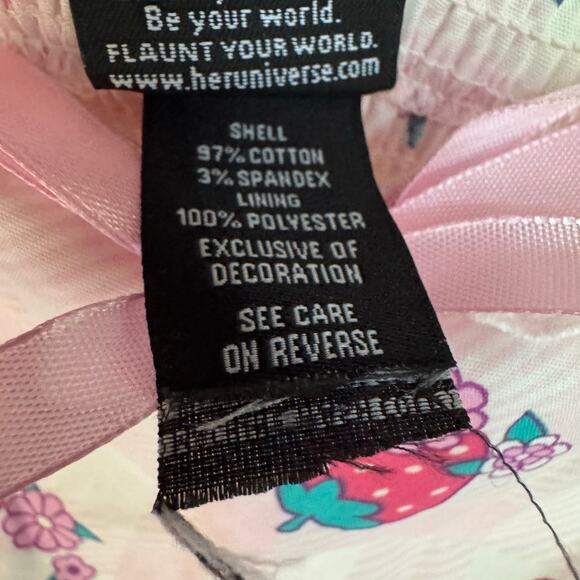 Be your world.
FLAUNT YOUR WORLD.
www.heruniverse.com
SHELL
97% COTTON
3% SPANDEX
LINING
100% POLYESTER
EXCLUSIVE OF
DECORATION
SEE CARE
ON REVERSE